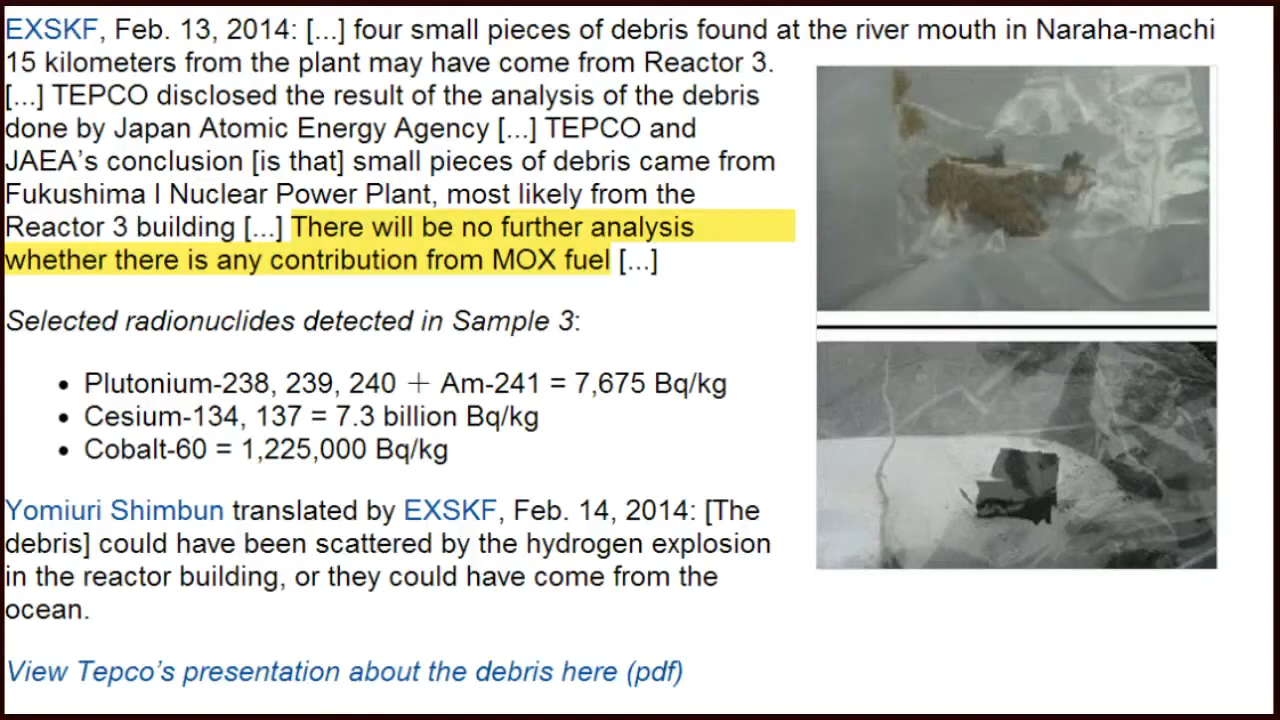 EXSKF, Feb. 13, 2014: [...] four small pieces of debris found at the river mouth in Naraha-machi
15 kilometers from the plant may have come from Reactor 3.
[...] TEPCO disclosed the result of the analysis of the debris
done by Japan Atomic Energy Agency [...] TEPCO and
JAEA’s conclusion [is that] small pieces of debris came from
Fukushima I Nuclear Power Plant, most likely from the
Reactor 3 building [...] There will be no further analysis
whether there is any contribution from MOX fuel [...]
Selected radionuclides detected in Sample 3:
• Plutonium-238, 239, 240 + Am-241 = 7,675 Bq/kg
• Cesium-134, 137 = 7.3 billion Bq/kg
• Cobalt-60 = 1,225,000 Bq/kg
Yomiuri Shimbun translated by EXSKF, Feb. 14, 2014: [The
debris] could have been scattered by the hydrogen explosion
in the reactor building, or they could have come from the
ocean.
View Tepco’s presentation about the debris here (pdf)